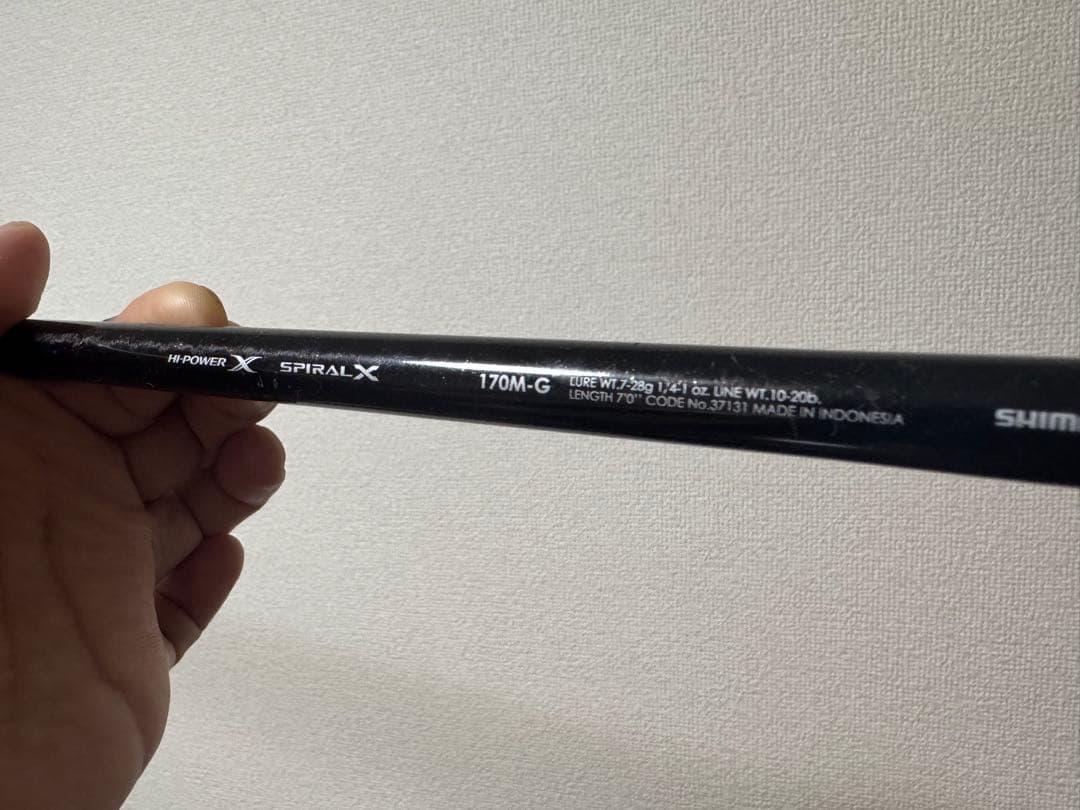 HI-POWER X SPIRALX
170M-G
LURE WT.7-28g 1/4-1 oz. LINE WT.10-20lb.
LENGTH 7'0" CODE No.37131 MADE IN INDONESIA
SHIM